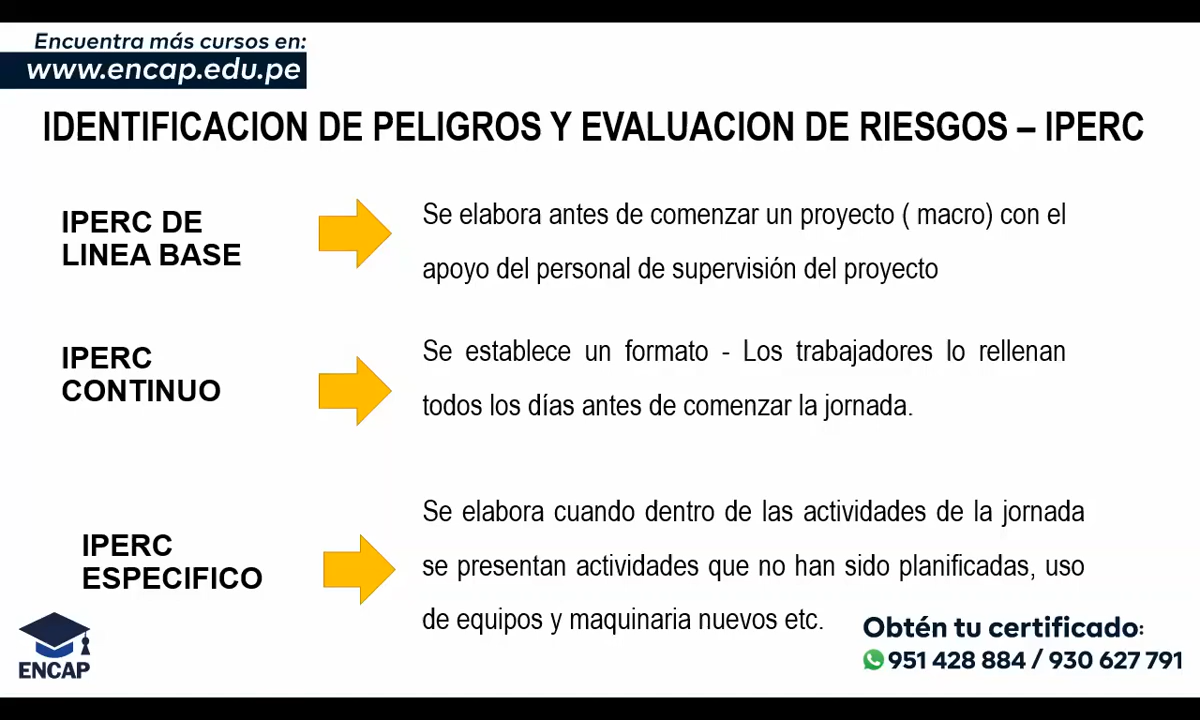 Encuentra más cursos en:
www.encap.edu.pe
IDENTIFICACION DE PELIGROS Y EVALUACION DE RIESGOS – IPERC
IPERC DE
LINEA BASE
Se elabora antes de comenzar un proyecto ( macro) con el
apoyo del personal de supervisión del proyecto
IPERC
CONTINUO
Se establece un formato - Los trabajadores lo rellenan
todos los días antes de comenzar la jornada.
IPERC
ESPECIFICO
Se elabora cuando dentro de las actividades de la jornada
se presentan actividades que no han sido planificadas, uso
de equipos y maquinaria nuevos etc.
ENCAP
Obtén tu certificado:
951 428 884 / 930 627 791